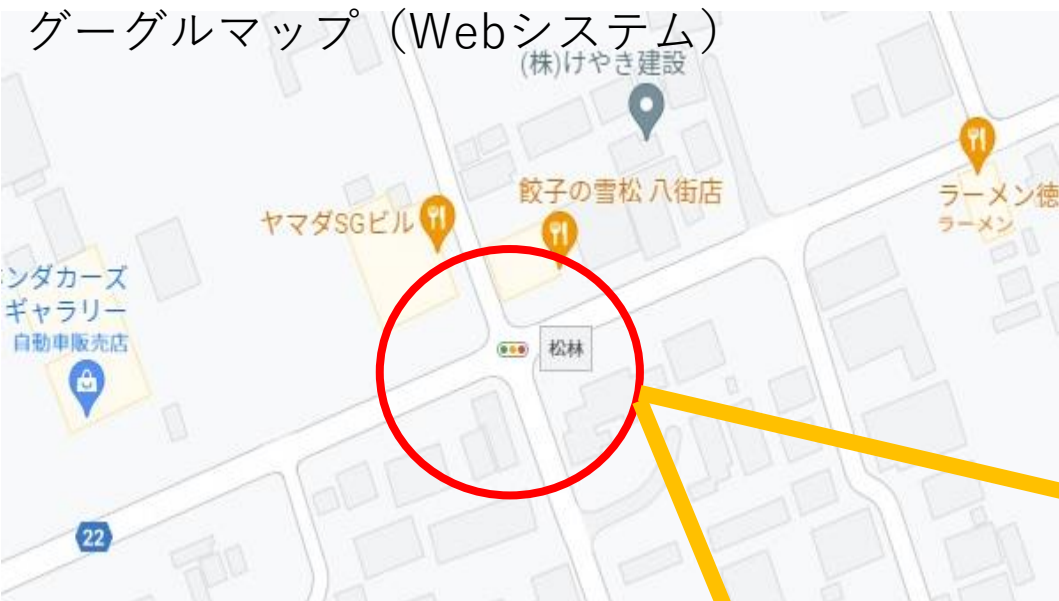 グーグルマップ（Webシステム）
(株)けやき建設
餃子の雪松 八街店
ヤマダSGビル
ラーメン徳
ラーメン
ンダカーズ
ギャラリー
自動車販売店
松林
22